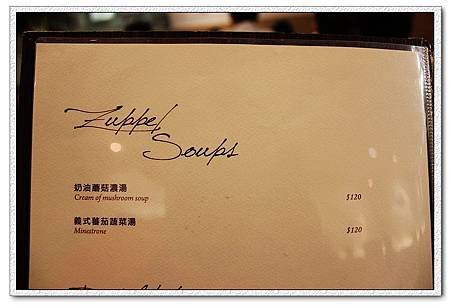 Zuppe/
Soups
奶油蘑菇濃湯
Cream of mushroom soup $120
義式蕃茄蔬菜湯
Minestrone $120